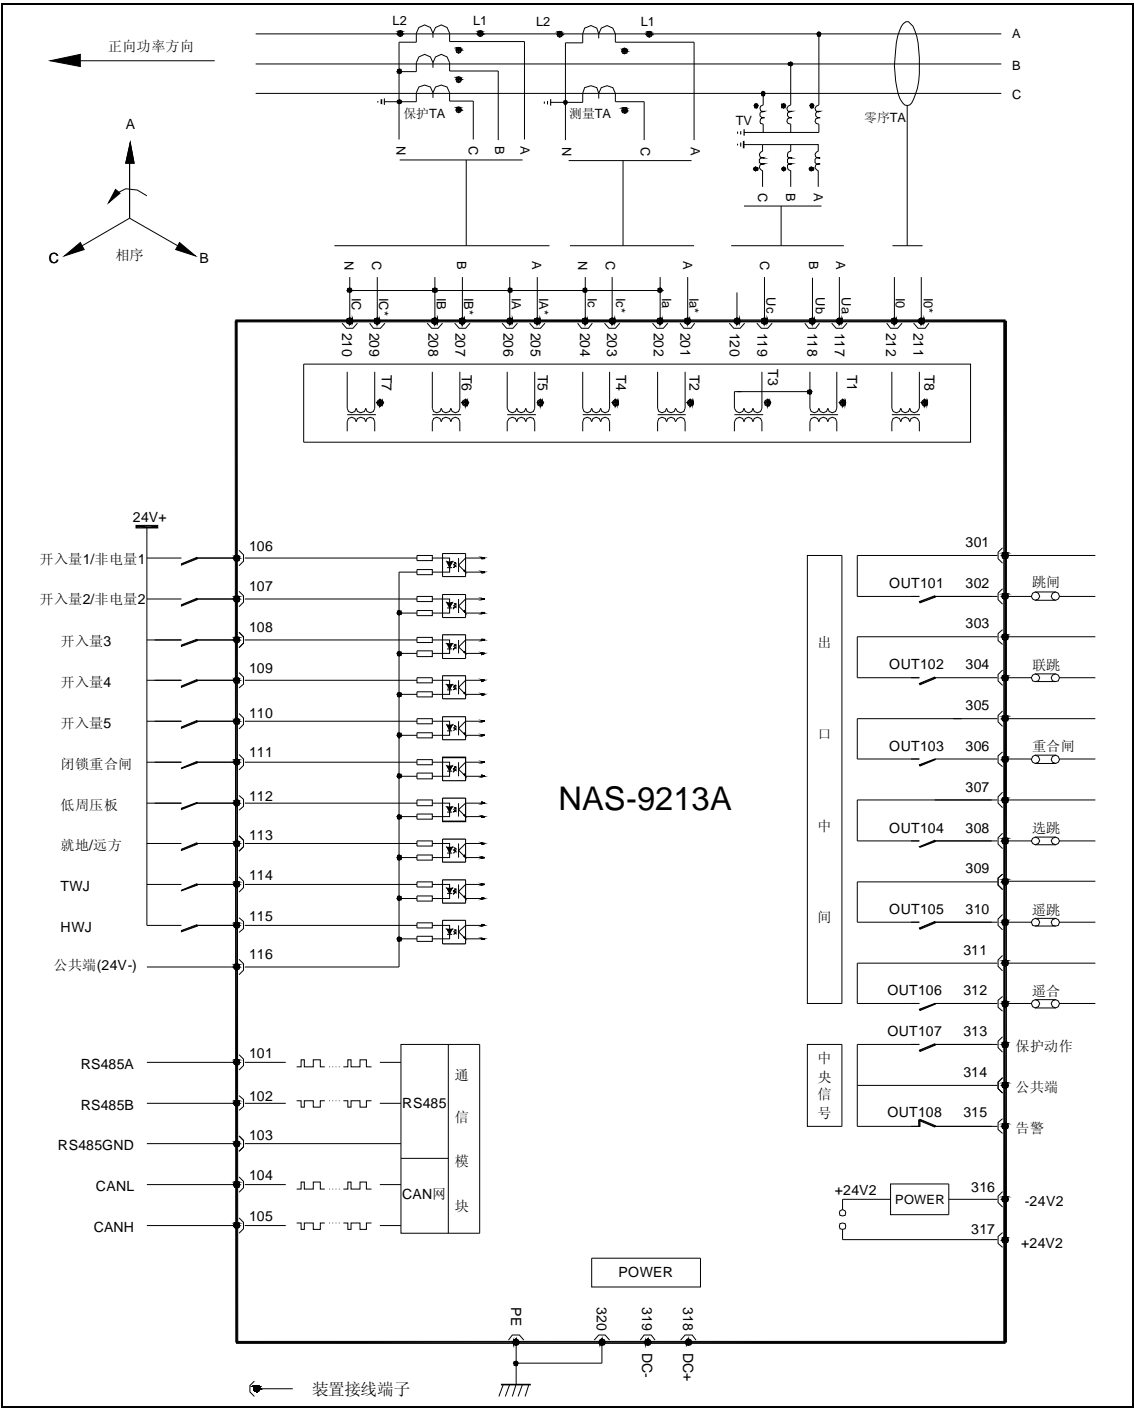 L2 L1 L2 L1
A
正向功率方向
B
C
保护TA 测量TA TV 零序TA
A
N C B A N C A
C B A
C 相序 B
N C B A N C A C B A
IC IC* IB IB* IA IA* Ic Ic* Ia Ia* Uc Ub Ua I0 I0*
210 209 208 207 206 205 204 203 202 201 120 119 118 117 212 211
T7 T6 T5 T4 T2 T3 T1 T8
24V+
开入量1/非电量1 106
开入量2/非电量2 107
开入量3 108
开入量4 109
开入量5 110
闭锁重合闸 111
低周压板 112
就地/远方 113
TWJ 114
HWJ 115
公共端(24V-) 116
NAS-9213A
出口中间
301
OUT101 302 跳闸
303
OUT102 304 联跳
305
OUT103 306 重合闸
307
OUT104 308 选跳
309
OUT105 310 遥跳
311
OUT106 312 遥合
中央信号
OUT107 313 保护动作
314 公共端
OUT108 315 告警
RS485A 101
RS485B 102
RS485GND 103
CANL 104
CANH 105
RS485
CAN网
通信模块
+24V2 POWER 316 -24V2
317 +24V2
POWER
PE 320 319 318
DC- DC+
装置接线端子